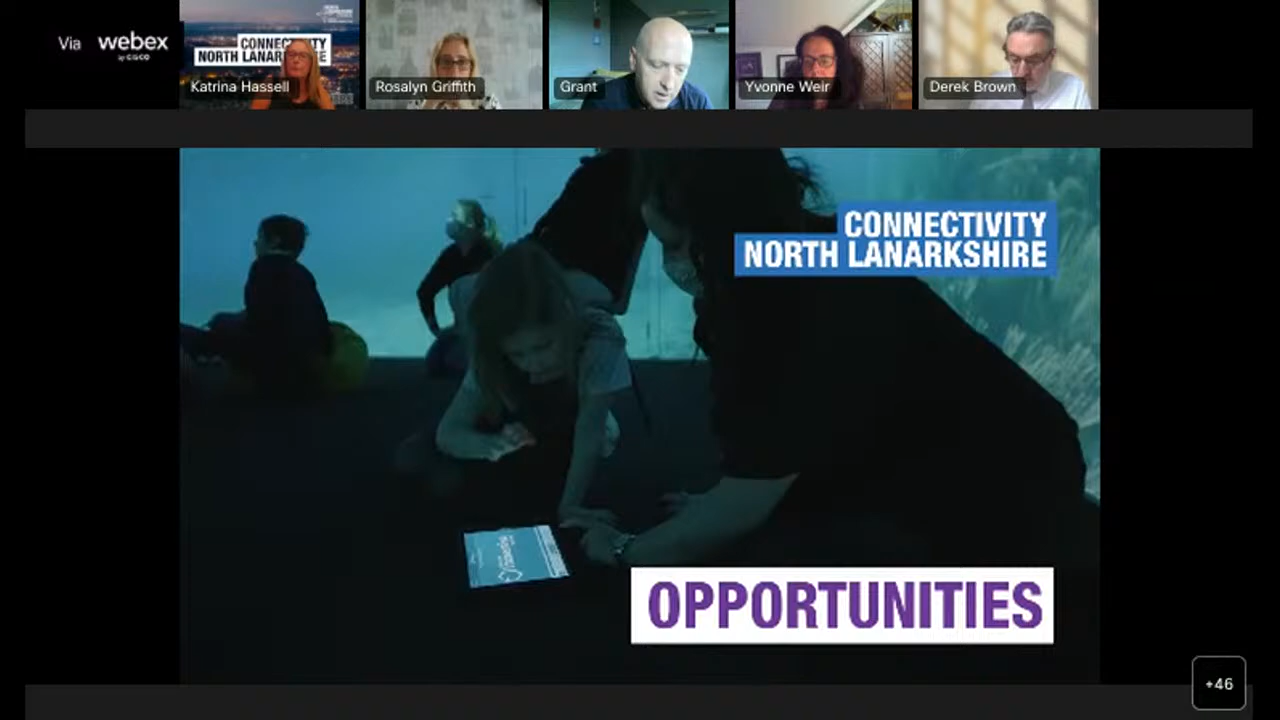 Via webex
by CISCO
CONNECTIVITY
NORTH LANARKSHIRE
Katrina Hassell
Rosalyn Griffith
Grant
Yvonne Weir
Derek Brown
CONNECTIVITY
NORTH LANARKSHIRE
OPPORTUNITIES
+46